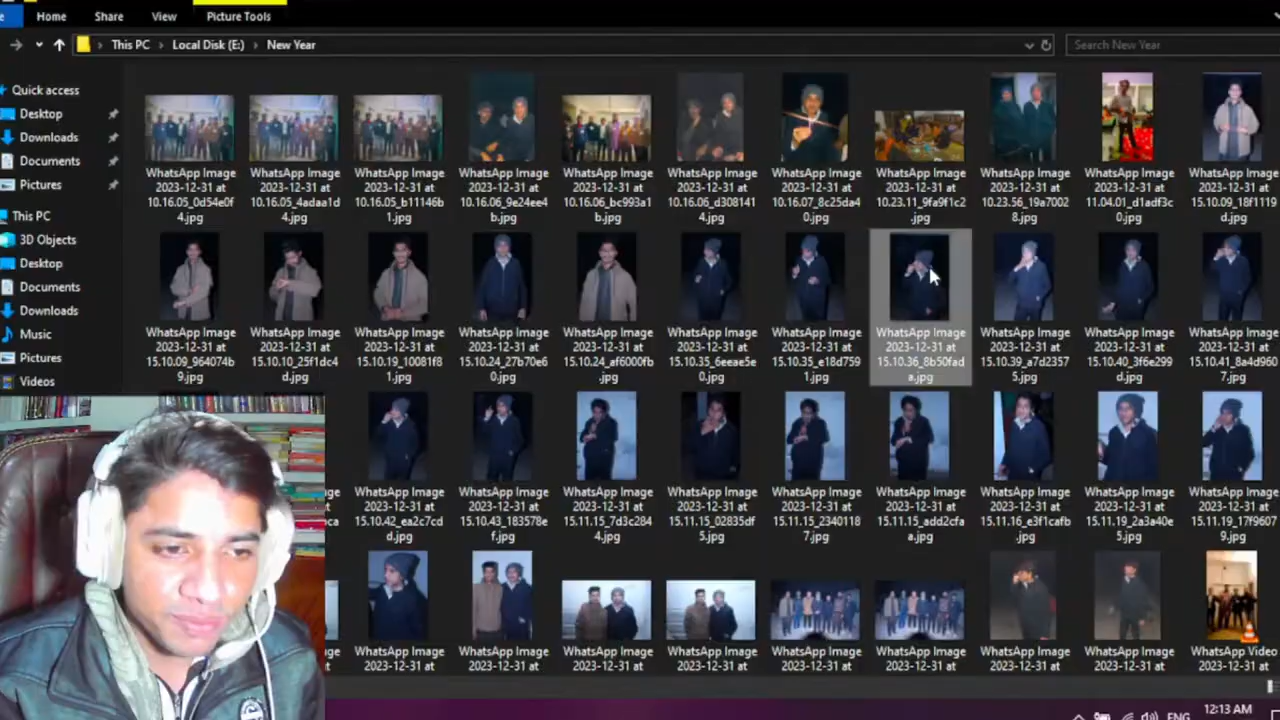 Home Share View Picture Tools
This PC Local Disk (E:) New Year Search New Year
Quick access
Desktop
Downloads
Documents
Pictures
This PC
3D Objects
Desktop
Documents
Downloads
Music
Pictures
Videos
WhatsApp Image WhatsApp Image WhatsApp Image WhatsApp Image WhatsApp Image WhatsApp Image WhatsApp Image WhatsApp Image WhatsApp Image WhatsApp Image WhatsApp Image
2023-12-31 at 2023-12-31 at 2023-12-31 at 2023-12-31 at 2023-12-31 at 2023-12-31 at 2023-12-31 at 2023-12-31 at 2023-12-31 at 2023-12-31 at 2023-12-31 at
10.16.05_0d54e0f 10.16.05_4adaa1d 10.16.05_b11146b 10.16.06_9e24ee4 10.16.06_bc993a1 10.16.06_d308141 10.16.07_8c25da4 10.23.11_9fa9f1c2 10.23.56_19a7002 11.04.01_d1adf3c 15.10.09_18f1119
4.jpg 4.jpg 1.jpg b.jpg b.jpg 4.jpg 0.jpg .jpg 8.jpg 0.jpg d.jpg
WhatsApp Image WhatsApp Image WhatsApp Image WhatsApp Image WhatsApp Image WhatsApp Image WhatsApp Image WhatsApp Image WhatsApp Image WhatsApp Image WhatsApp Image
2023-12-31 at 2023-12-31 at 2023-12-31 at 2023-12-31 at 2023-12-31 at 2023-12-31 at 2023-12-31 at 2023-12-31 at 2023-12-31 at 2023-12-31 at 2023-12-31 at
15.10.09_964074b 15.10.10_25f1dc4 15.10.19_10081f8 15.10.24_27b70e6 15.10.24_af6000fb 15.10.35_6eeae5e 15.10.35_e18d759 15.10.36_8b50fad 15.10.39_a7d2357 15.10.40_3f6e299 15.10.41_8a4d960
9.jpg d.jpg 1.jpg 0.jpg .jpg 0.jpg 1.jpg a.jpg 5.jpg d.jpg 7.jpg
WhatsApp Image WhatsApp Image WhatsApp Image WhatsApp Image WhatsApp Image WhatsApp Image WhatsApp Image WhatsApp Image WhatsApp Image
2023-12-31 at 2023-12-31 at 2023-12-31 at 2023-12-31 at 2023-12-31 at 2023-12-31 at 2023-12-31 at 2023-12-31 at 2023-12-31 at
15.10.42_ea2c7cd 15.10.43_183578e 15.11.15_7d3c284 15.11.15_02835df 15.11.15_2340118 15.11.15_add2cfa 15.11.16_e3f1cafb 15.11.19_2a3a40e 15.11.19_17f9607
d.jpg f.jpg 4.jpg 5.jpg 7.jpg a.jpg .jpg 5.jpg 9.jpg
WhatsApp Image WhatsApp Image WhatsApp Image WhatsApp Image WhatsApp Image WhatsApp Image WhatsApp Image WhatsApp Image WhatsApp Video
2023-12-31 at 2023-12-31 at 2023-12-31 at 2023-12-31 at 2023-12-31 at 2023-12-31 at 2023-12-31 at 2023-12-31 at 2023-12-31 at
ENG 12:13 AM